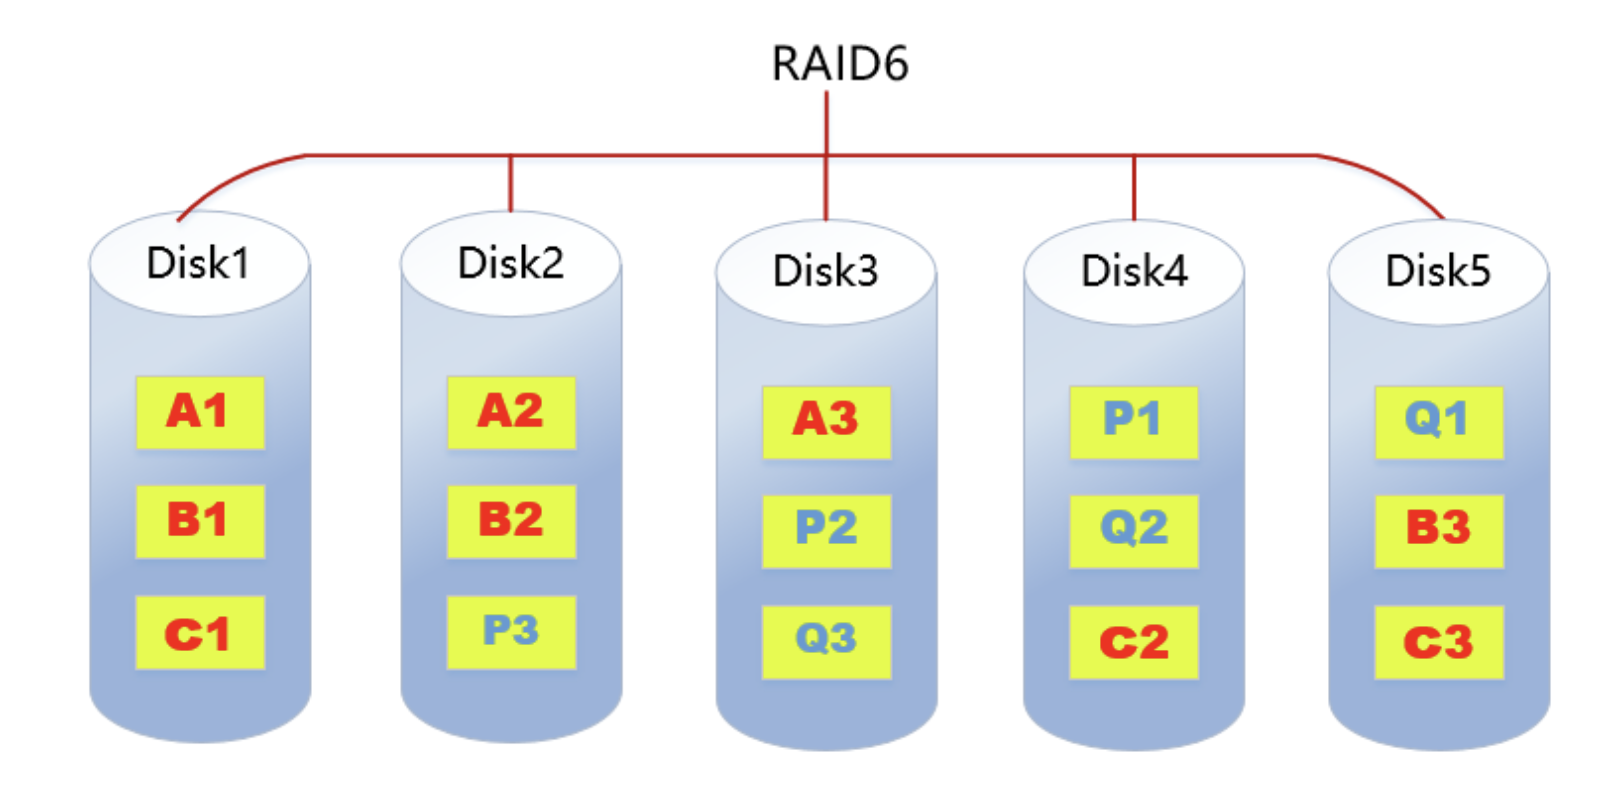 RAID6
Disk1 Disk2 Disk3 Disk4 Disk5
A1 A2 A3 P1 Q1
B1 B2 P2 Q2 B3
C1 P3 Q3 C2 C3